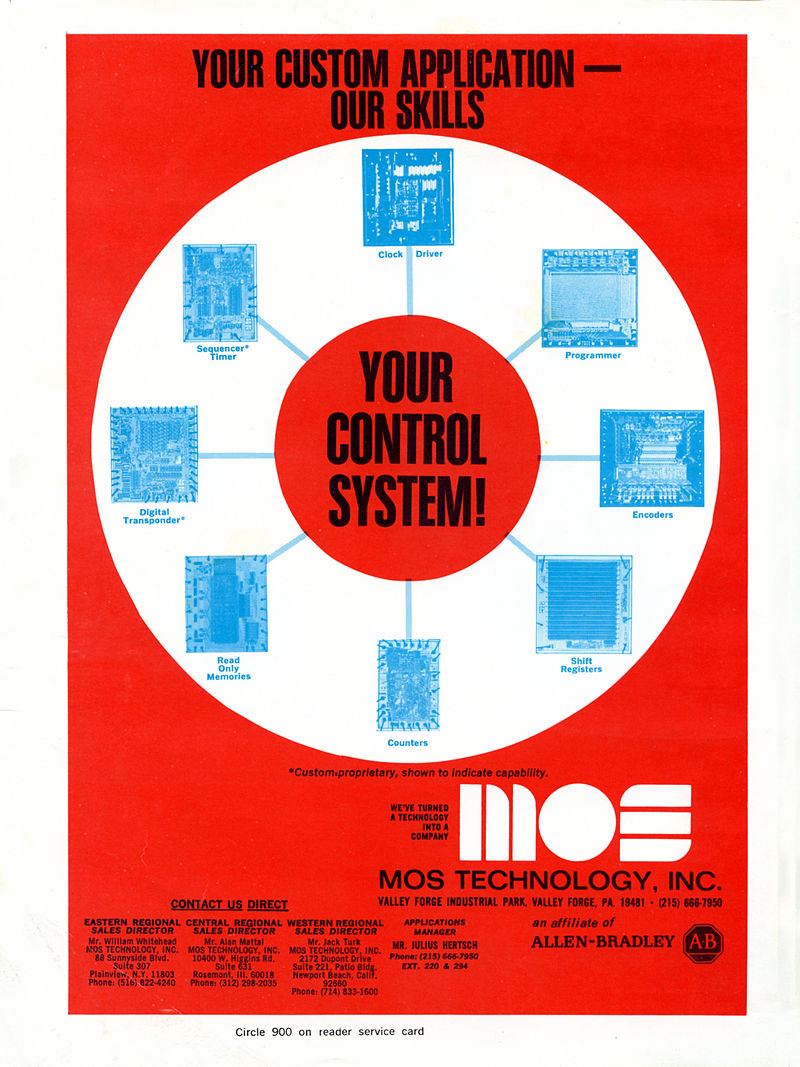 YOUR CUSTOM APPLICATION —
OUR SKILLS
Clock Driver
Sequencer*
Timer
Programmer
YOUR
CONTROL
SYSTEM!
Digital
Transponder*
Encoders
Read
Only
Memories
Shift
Registers
Counters
*Custom, proprietary, shown to indicate capability.
WE'VE TURNED
A TECHNOLOGY
INTO A
COMPANY
mos
MOS TECHNOLOGY, INC.
VALLEY FORGE INDUSTRIAL PARK, VALLEY FORGE, PA. 19481 • (215) 666-7950
CONTACT US DIRECT
EASTERN REGIONAL
SALES DIRECTOR
Mr. William Whitehead
MOS TECHNOLOGY, INC.
88 Sunnyside Blvd.
Suite 307
Plainview, N.Y. 11803
Phone: (516) 822-4240
CENTRAL REGIONAL
SALES DIRECTOR
Mr. Alan Mattal
MOS TECHNOLOGY, INC.
10400 W. Higgins Rd.
Suite 631
Rosemont, Ill. 60018
Phone: (312) 298-2035
WESTERN REGIONAL
SALES DIRECTOR
Mr. Jack Turk
MOS TECHNOLOGY, INC.
2172 Dupont Drive
Suite 221, Patio Bldg.
Newport Beach, Calif.
92660
Phone: (714) 833-1600
APPLICATIONS
MANAGER
MR. JULIUS HERTSCH
Phone: (215) 666-7950
EXT. 220 & 294
an affiliate of
ALLEN-BRADLEY
AB
Circle 900 on reader service card